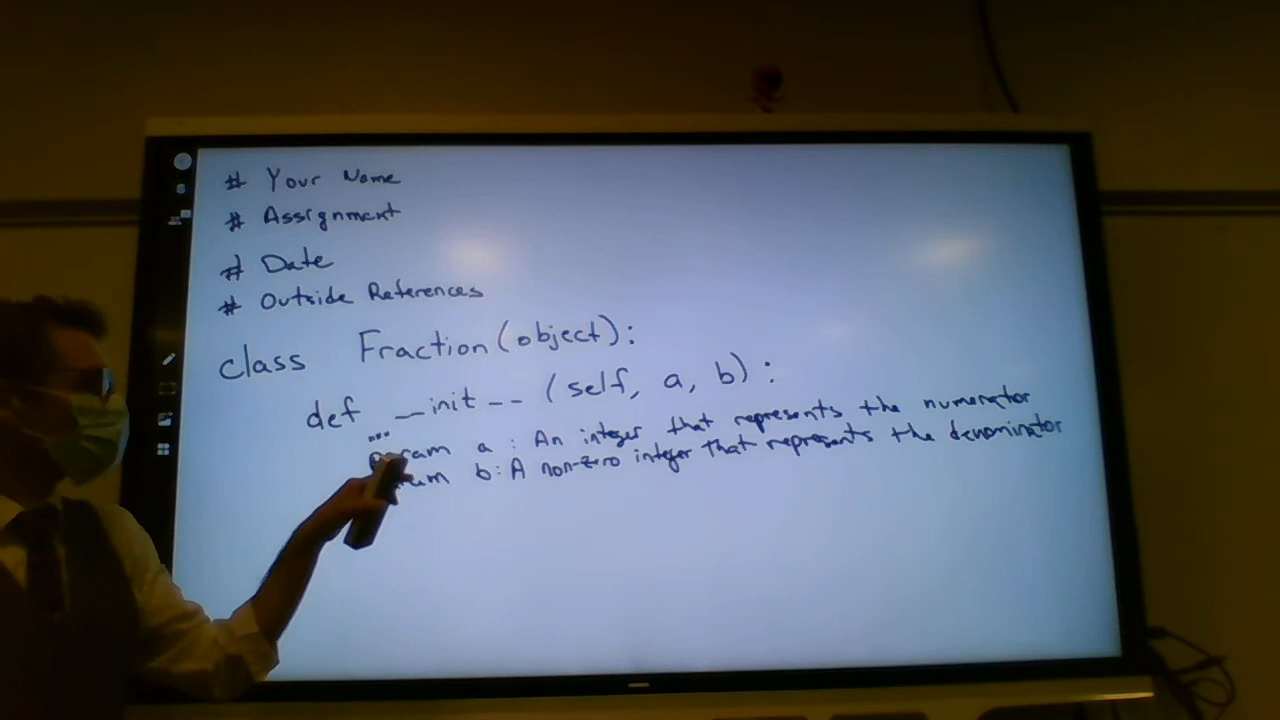 # Your Name
# Assignment
# Date
# Outside References
class Fraction(object):
def __init__(self, a, b):
"""
param a: An integer that represents the numerator
b: A non-zero integer that represents the denominator